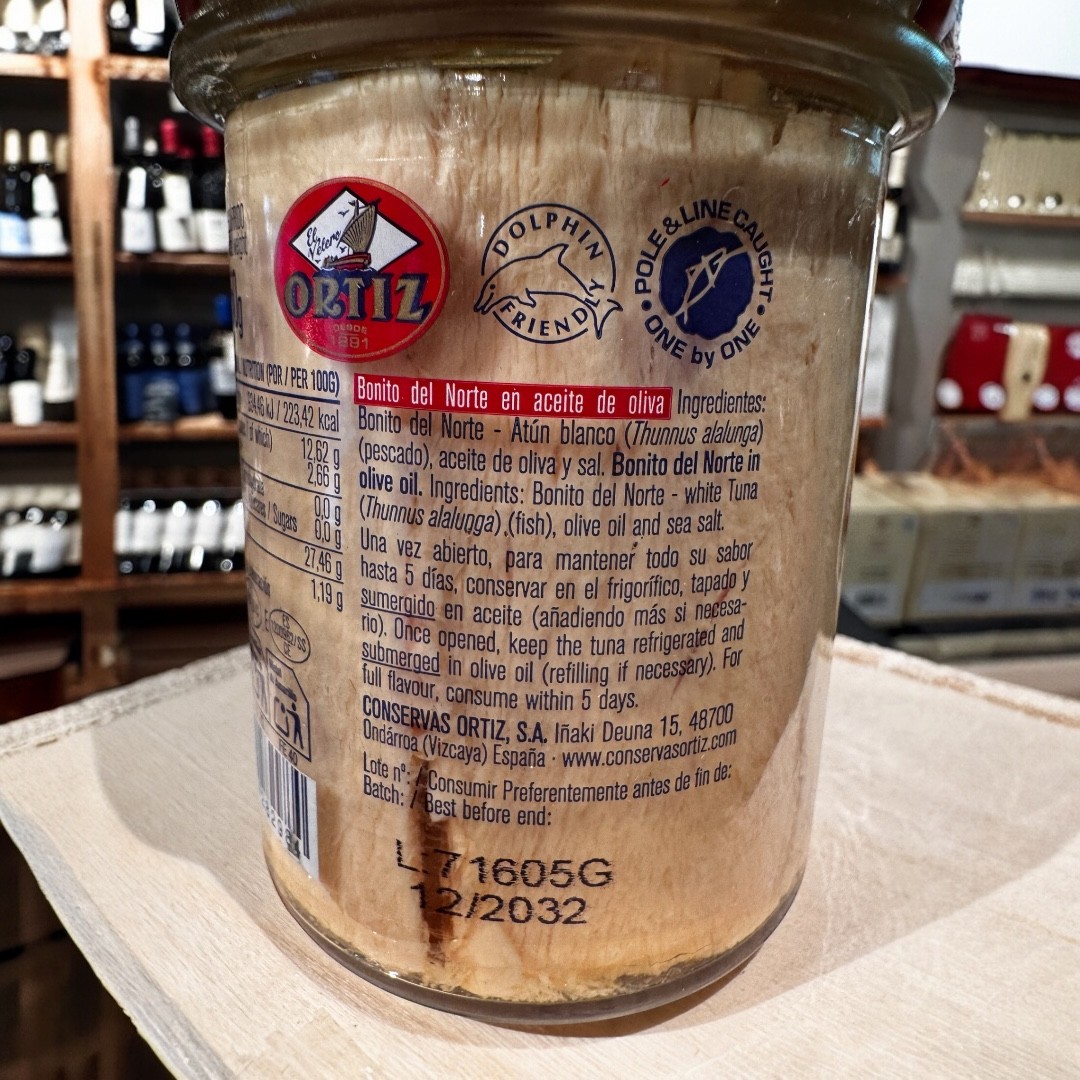 El Velero
ORTIZ
DESDE
1881
DOLPHIN FRIENDLY
POLE & LINE CAUGHT
ONE by ONE
NUTRITION (POR / PER 100G)
kJ / 223,42 kcal
of which)
12,62 g
2,66 g
0,0 g
/ Sugars 0,0 g
27,46 g
1,19 g
ES
CE
Bonito del Norte en aceite de oliva Ingredientes:
Bonito del Norte - Atún blanco (Thunnus alalunga)
(pescado), aceite de oliva y sal. Bonito del Norte in
olive oil. Ingredients: Bonito del Norte - white Tuna
(Thunnus alalunga) (fish), olive oil and sea salt.
Una vez abierto, para mantener todo su sabor
hasta 5 días, conservar en el frigorífico, tapado y
sumergido en aceite (añadiendo más si necesa-
rio). Once opened, keep the tuna refrigerated and
submerged in olive oil (refilling if necessary). For
full flavour, consume within 5 days.
CONSERVAS ORTIZ, S.A. Iñaki Deuna 15, 48700
Ondárroa (Vizcaya) España · www.conservasortiz.com
Lote nº: / Consumir Preferentemente antes de fin de:
Batch: / Best before end:
L:71605G
12/2032